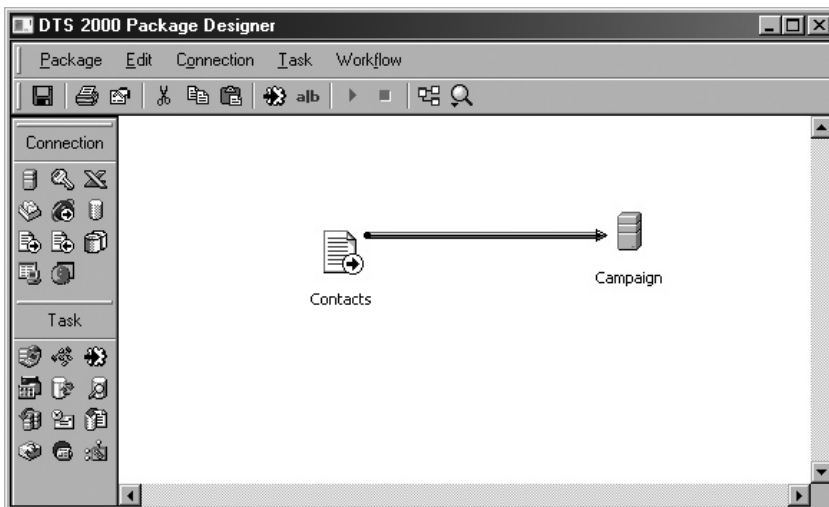 DTS 2000 Package Designer
Package Edit Connection Task Workflow
a|b
Connection
Contacts
Campaign
Task